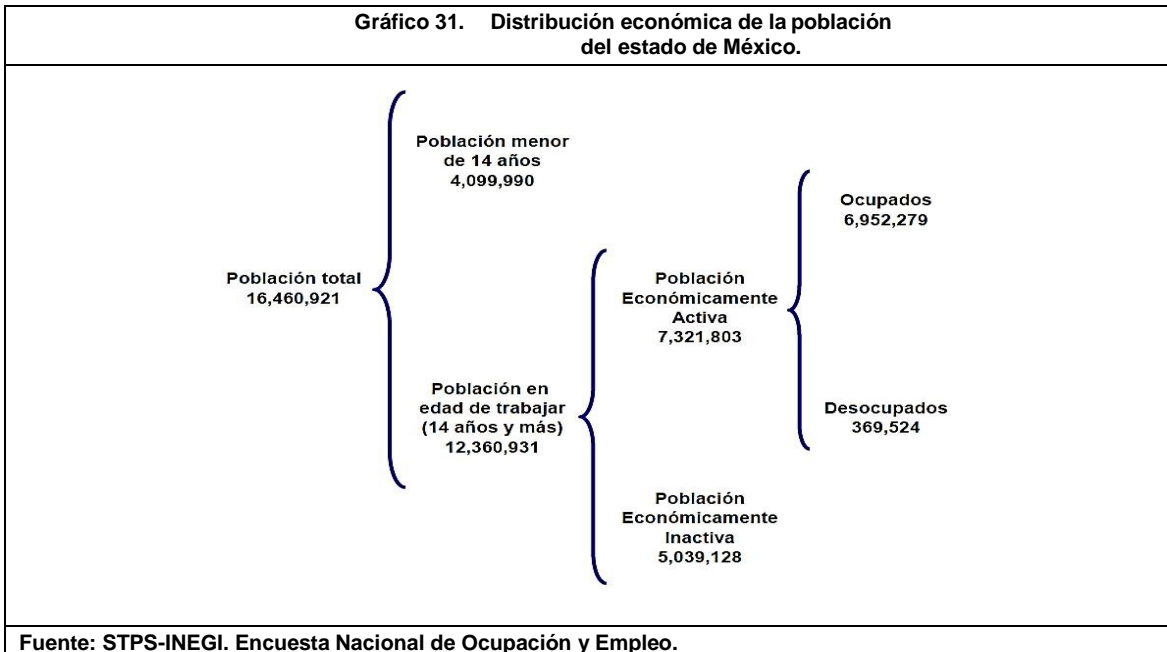 Gráfico 31. Distribución económica de la población
del estado de México.
Población total
16,460,921
Población menor
de 14 años
4,099,990
Población en
edad de trabajar
(14 años y más)
12,360,931
Población
Económicamente
Activa
7,321,803
Población
Económicamente
Inactiva
5,039,128
Ocupados
6,952,279
Desocupados
369,524
Fuente: STPS-INEGI. Encuesta Nacional de Ocupación y Empleo.